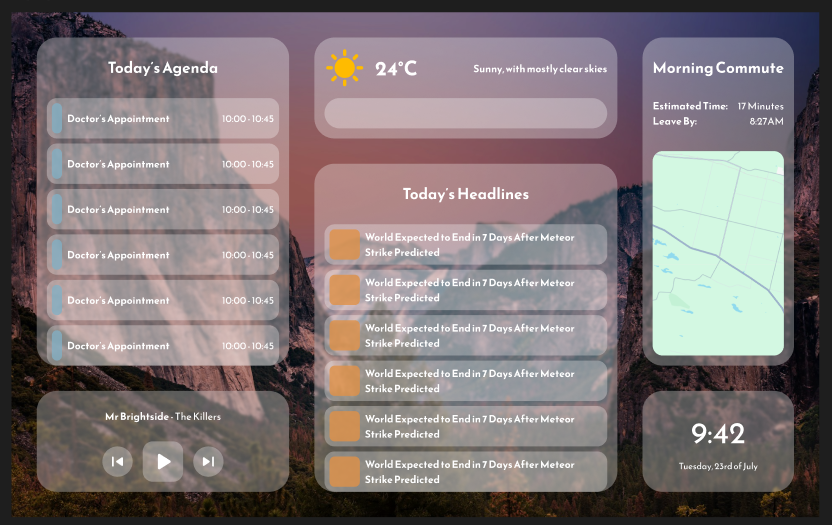 Today's Agenda
Doctor's Appointment 10:00 - 10:45
Doctor's Appointment 10:00 - 10:45
Doctor's Appointment 10:00 - 10:45
Doctor's Appointment 10:00 - 10:45
Doctor's Appointment 10:00 - 10:45
Doctor's Appointment 10:00 - 10:45
Mr Brightside - The Killers
24°C Sunny, with mostly clear skies
Today's Headlines
World Expected to End in 7 Days After Meteor
Strike Predicted
World Expected to End in 7 Days After Meteor
Strike Predicted
World Expected to End in 7 Days After Meteor
Strike Predicted
World Expected to End in 7 Days After Meteor
Strike Predicted
World Expected to End in 7 Days After Meteor
Strike Predicted
World Expected to End in 7 Days After Meteor
Strike Predicted
Morning Commute
Estimated Time: 17 Minutes
Leave By: 8:27AM
9:42
Tuesday, 23rd of July